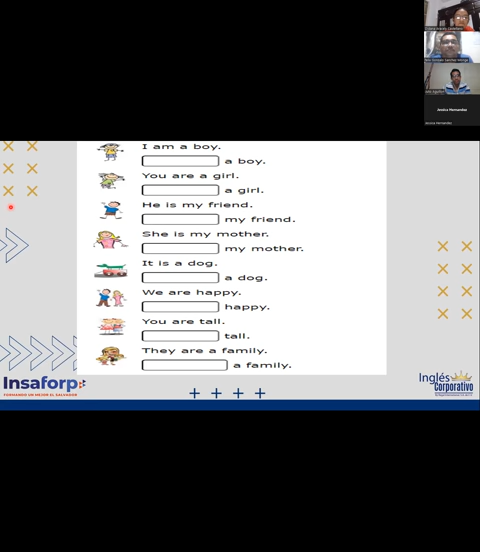 Jessica Hernandez
Jessica Hernandez
I am a boy.
a boy.
You are a girl.
a girl.
He is my friend.
my friend.
She is my mother.
my mother.
It is a dog.
a dog.
We are happy.
happy.
You are tall.
tall.
They are a family.
a family.
Insaforp
FORMANDO UN MEJOR EL SALVADOR
Inglés
Corporativo